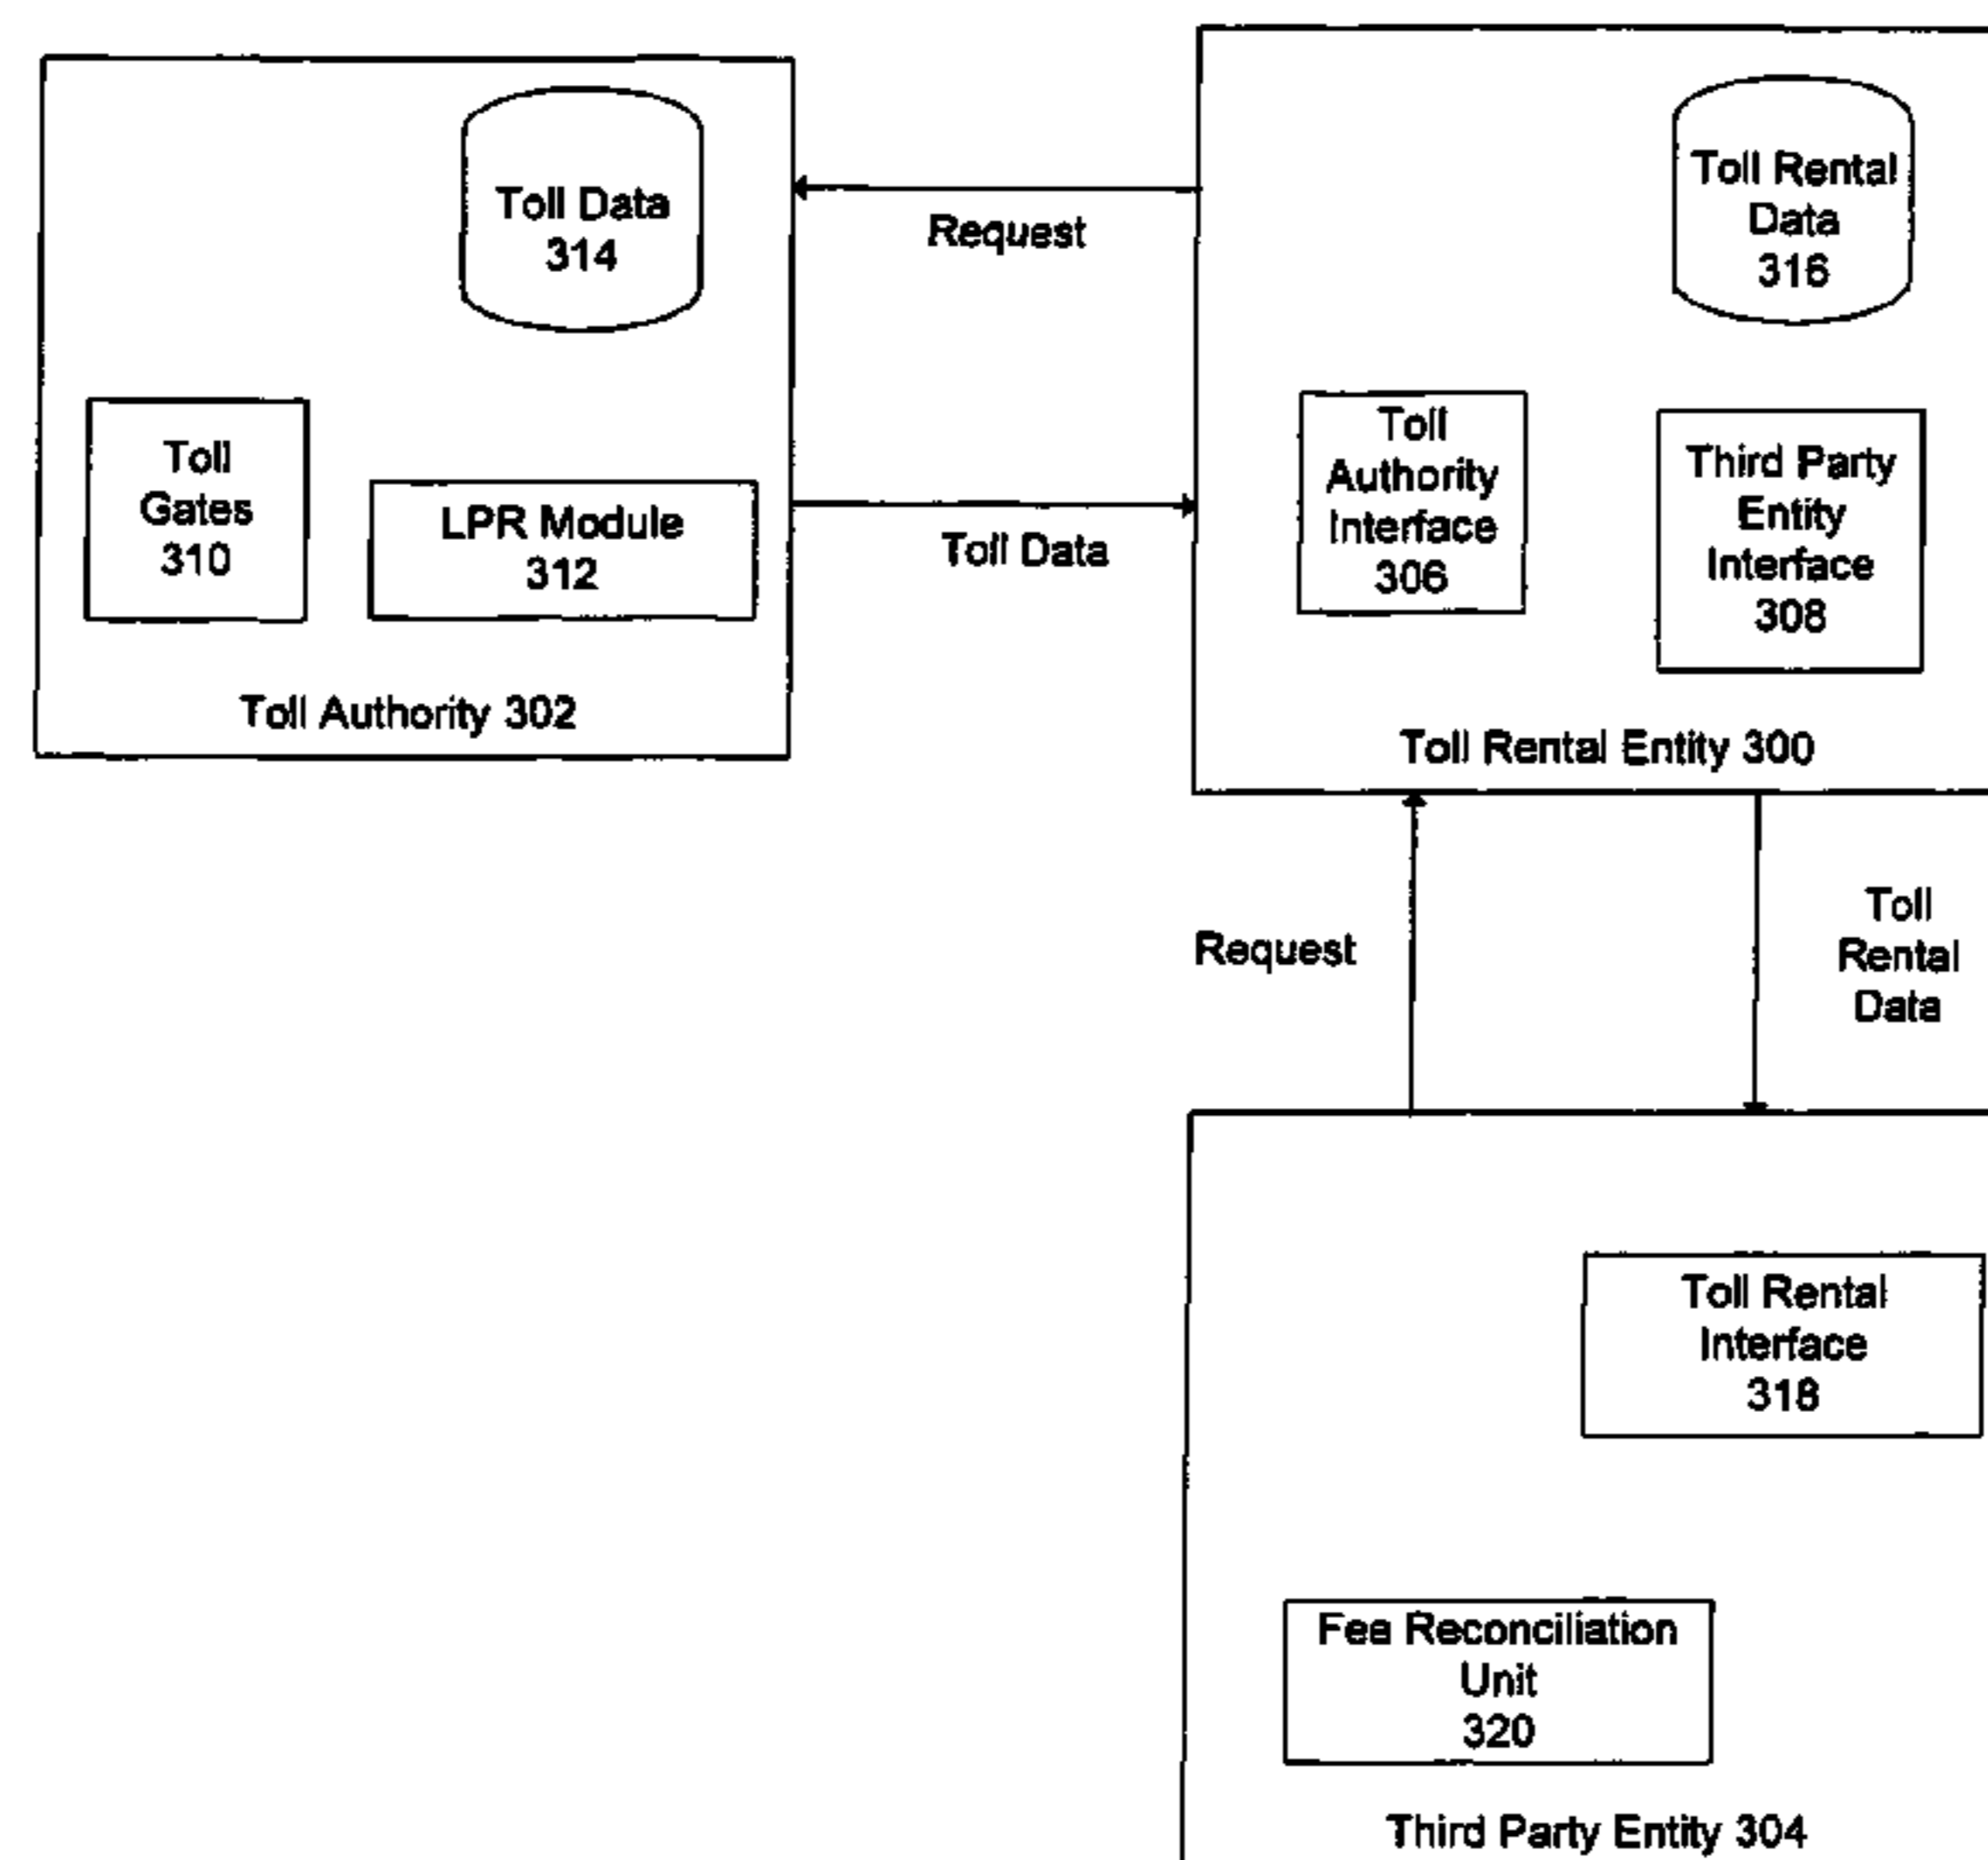 Toll Data
314
Toll
Gates
310
LPR Module
312
Toll Authority 302
Request
Toll Data
Toll Rental
Data
316
Toll
Authority
Interface
306
Third Party
Entity
Interface
308
Toll Rental Entity 300
Request
Toll
Rental
Data
Toll Rental
Interface
318
Fee Reconciliation
Unit
320
Third Party Entity 304